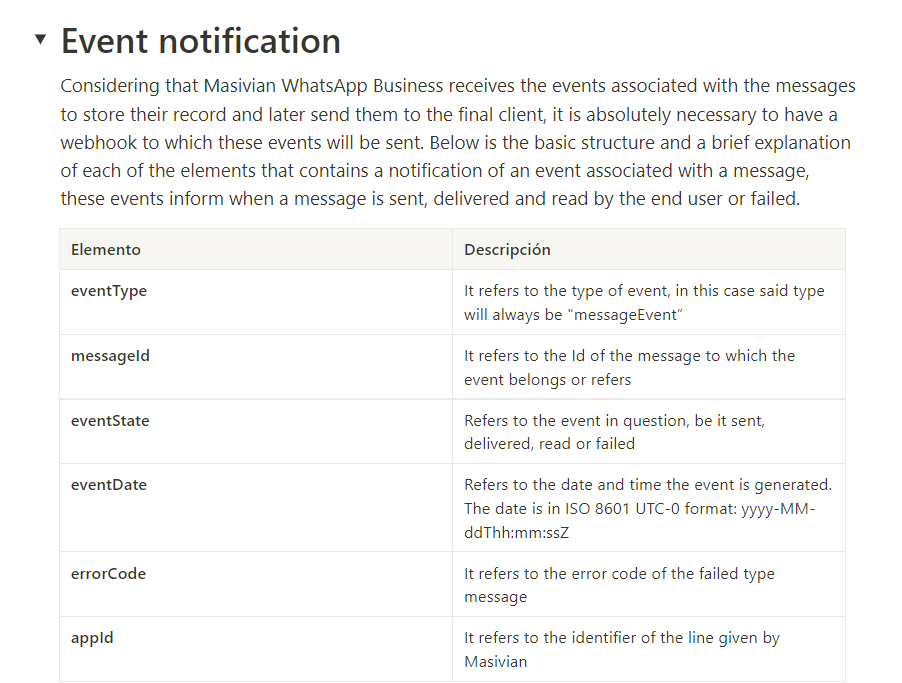 Event notification
Considering that Masivian WhatsApp Business receives the events associated with the messages
to store their record and later send them to the final client, it is absolutely necessary to have a
webhook to which these events will be sent. Below is the basic structure and a brief explanation
of each of the elements that contains a notification of an event associated with a message,
these events inform when a message is sent, delivered and read by the end user or failed.
Elemento
Descripción
eventType
It refers to the type of event, in this case said type
will always be "messageEvent”
messageId
It refers to the Id of the message to which the
event belongs or refers
eventState
Refers to the event in question, be it sent,
delivered, read or failed
eventDate
Refers to the date and time the event is generated.
The date is in ISO 8601 UTC-0 format: yyyy-MM-
ddThh:mm:ssZ
errorCode
It refers to the error code of the failed type
message
appId
It refers to the identifier of the line given by
Masivian